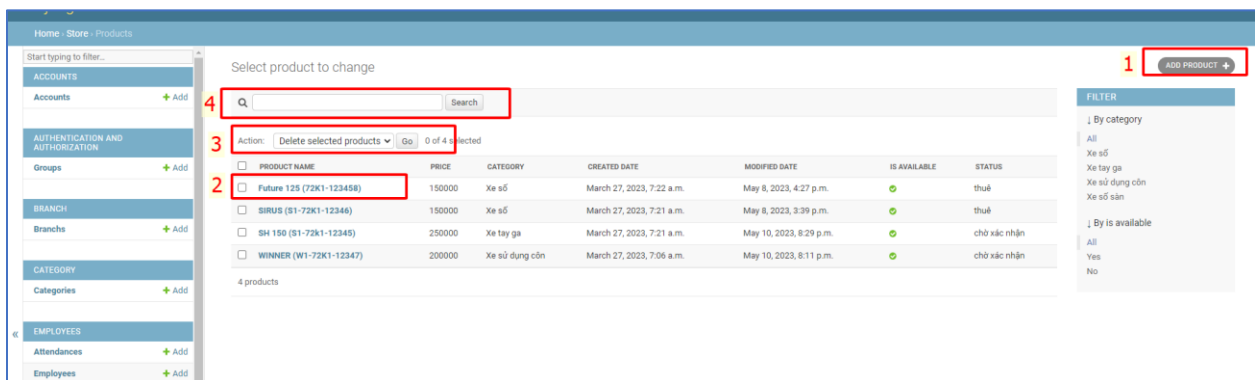 Home › Store › Products
Start typing to filter...
ACCOUNTS
Accounts + Add
AUTHENTICATION AND
AUTHORIZATION
Groups + Add
BRANCH
Branchs + Add
CATEGORY
Categories + Add
EMPLOYEES
Attendances + Add
Employees + Add
«
Select product to change
1
ADD PRODUCT +
4
Search
3
Action: Delete selected products Go 0 of 4 selected
PRODUCT NAME PRICE CATEGORY CREATED DATE MODIFIED DATE IS AVAILABLE STATUS
2
Future 125 (72K1-123458) 150000 Xe số March 27, 2023, 7:22 a.m. May 8, 2023, 4:27 p.m. thuê
SIRUS (S1-72K1-12346) 150000 Xe số March 27, 2023, 7:21 a.m. May 8, 2023, 3:39 p.m. thuê
SH 150 (S1-72k1-12345) 250000 Xe tay ga March 27, 2023, 7:21 a.m. May 10, 2023, 8:29 p.m. chờ xác nhận
WINNER (W1-72K1-12347) 200000 Xe sử dụng côn March 27, 2023, 7:06 a.m. May 10, 2023, 8:11 p.m. chờ xác nhận
4 products
FILTER
↓ By category
All
Xe số
Xe tay ga
Xe sử dụng côn
Xe số sàn
↓ By is available
All
Yes
No